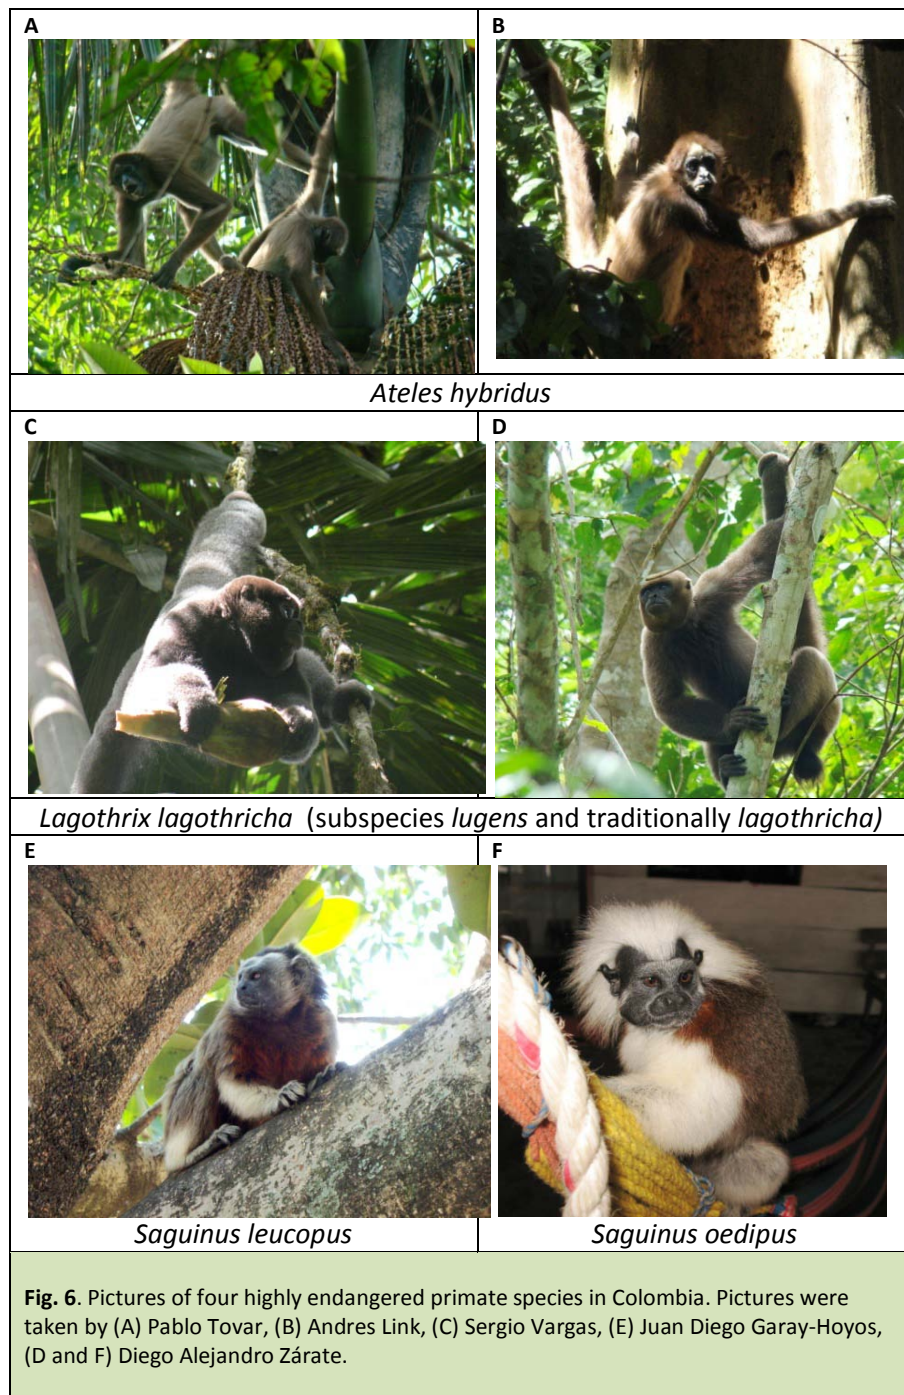 A
B
Ateles hybridus
C
D
Lagothrix lagothricha (subspecies lugens and traditionally lagothricha)
E
F
Saguinus leucopus
Saguinus oedipus
Fig. 6. Pictures of four highly endangered primate species in Colombia. Pictures were
taken by (A) Pablo Tovar, (B) Andres Link, (C) Sergio Vargas, (E) Juan Diego Garay-Hoyos,
(D and F) Diego Alejandro Zárate.